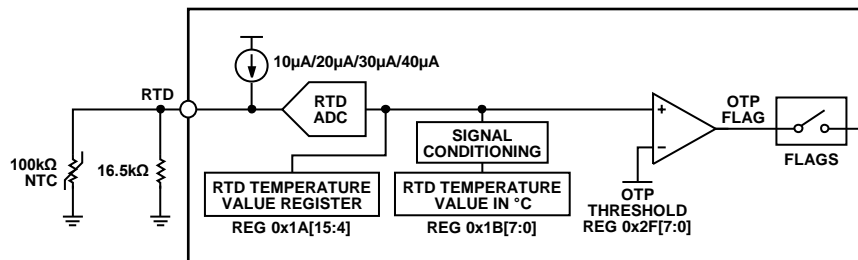 10µA/20µA/30µA/40µA
RTD
RTD
ADC
+
−
OTP
FLAG
FLAGS
SIGNAL
CONDITIONING
100kΩ
NTC
16.5kΩ
RTD TEMPERATURE
VALUE REGISTER
REG 0x1A[15:4]
RTD TEMPERATURE
VALUE IN °C
REG 0x1B[7:0]
OTP
THRESHOLD
REG 0x2F[7:0]